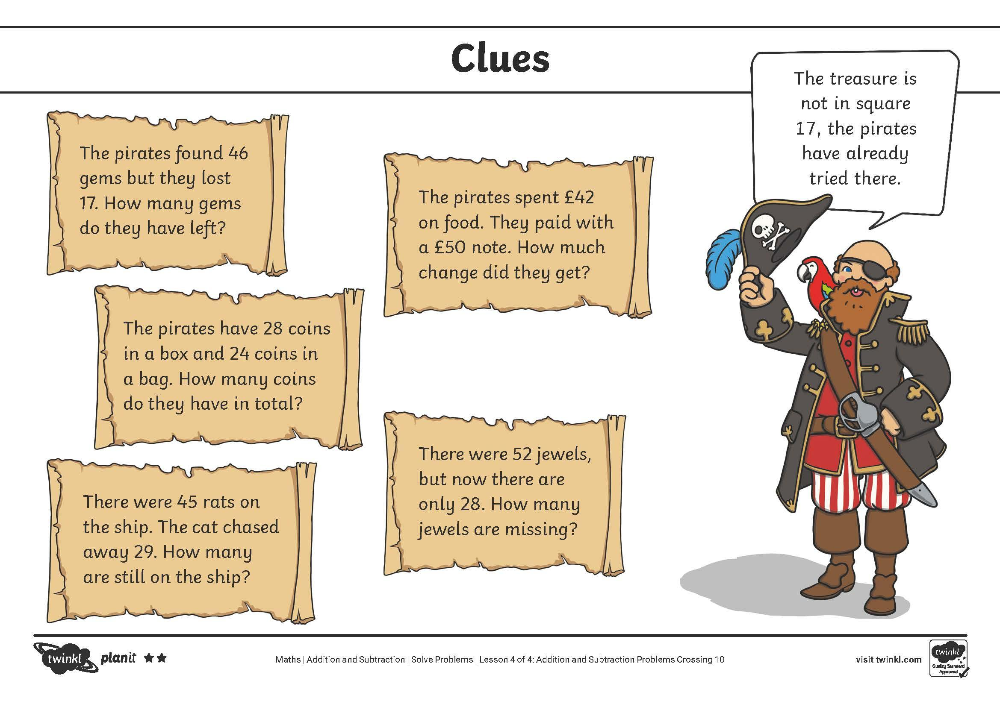 Clues
The treasure is
not in square
17, the pirates
have already
tried there.
The pirates found 46
gems but they lost
17. How many gems
do they have left?
The pirates spent £42
on food. They paid with
a £50 note. How much
change did they get?
The pirates have 28 coins
in a box and 24 coins in
a bag. How many coins
do they have in total?
There were 52 jewels,
but now there are
only 28. How many
jewels are missing?
There were 45 rats on
the ship. The cat chased
away 29. How many
are still on the ship?
twinkl planit
Maths | Addition and Subtraction | Solve Problems | Lesson 4 of 4: Addition and Subtraction Problems Crossing 10
visit twinkl.com
twinkl
Quality Standard
Approved